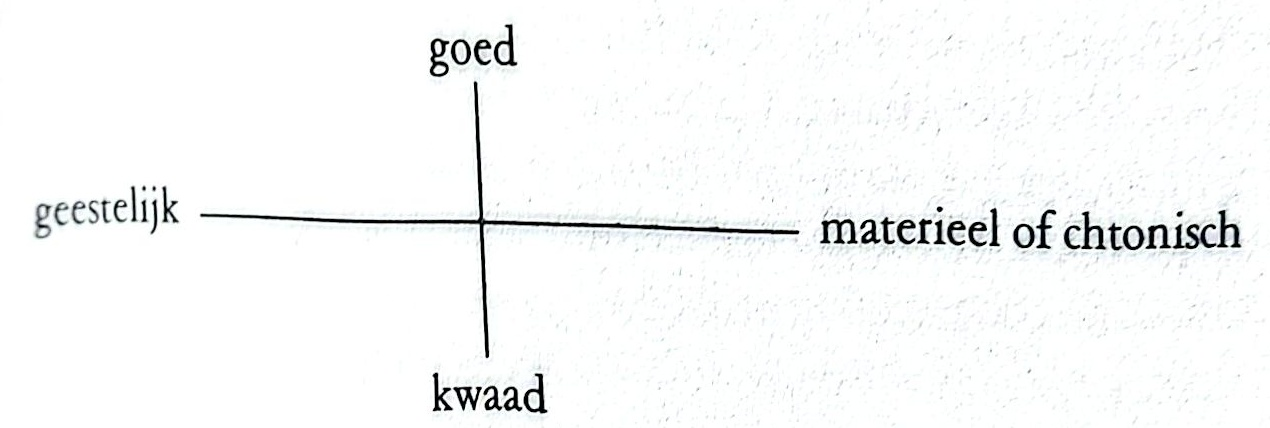 goed
geestelijk
materieel of chtonisch
kwaad